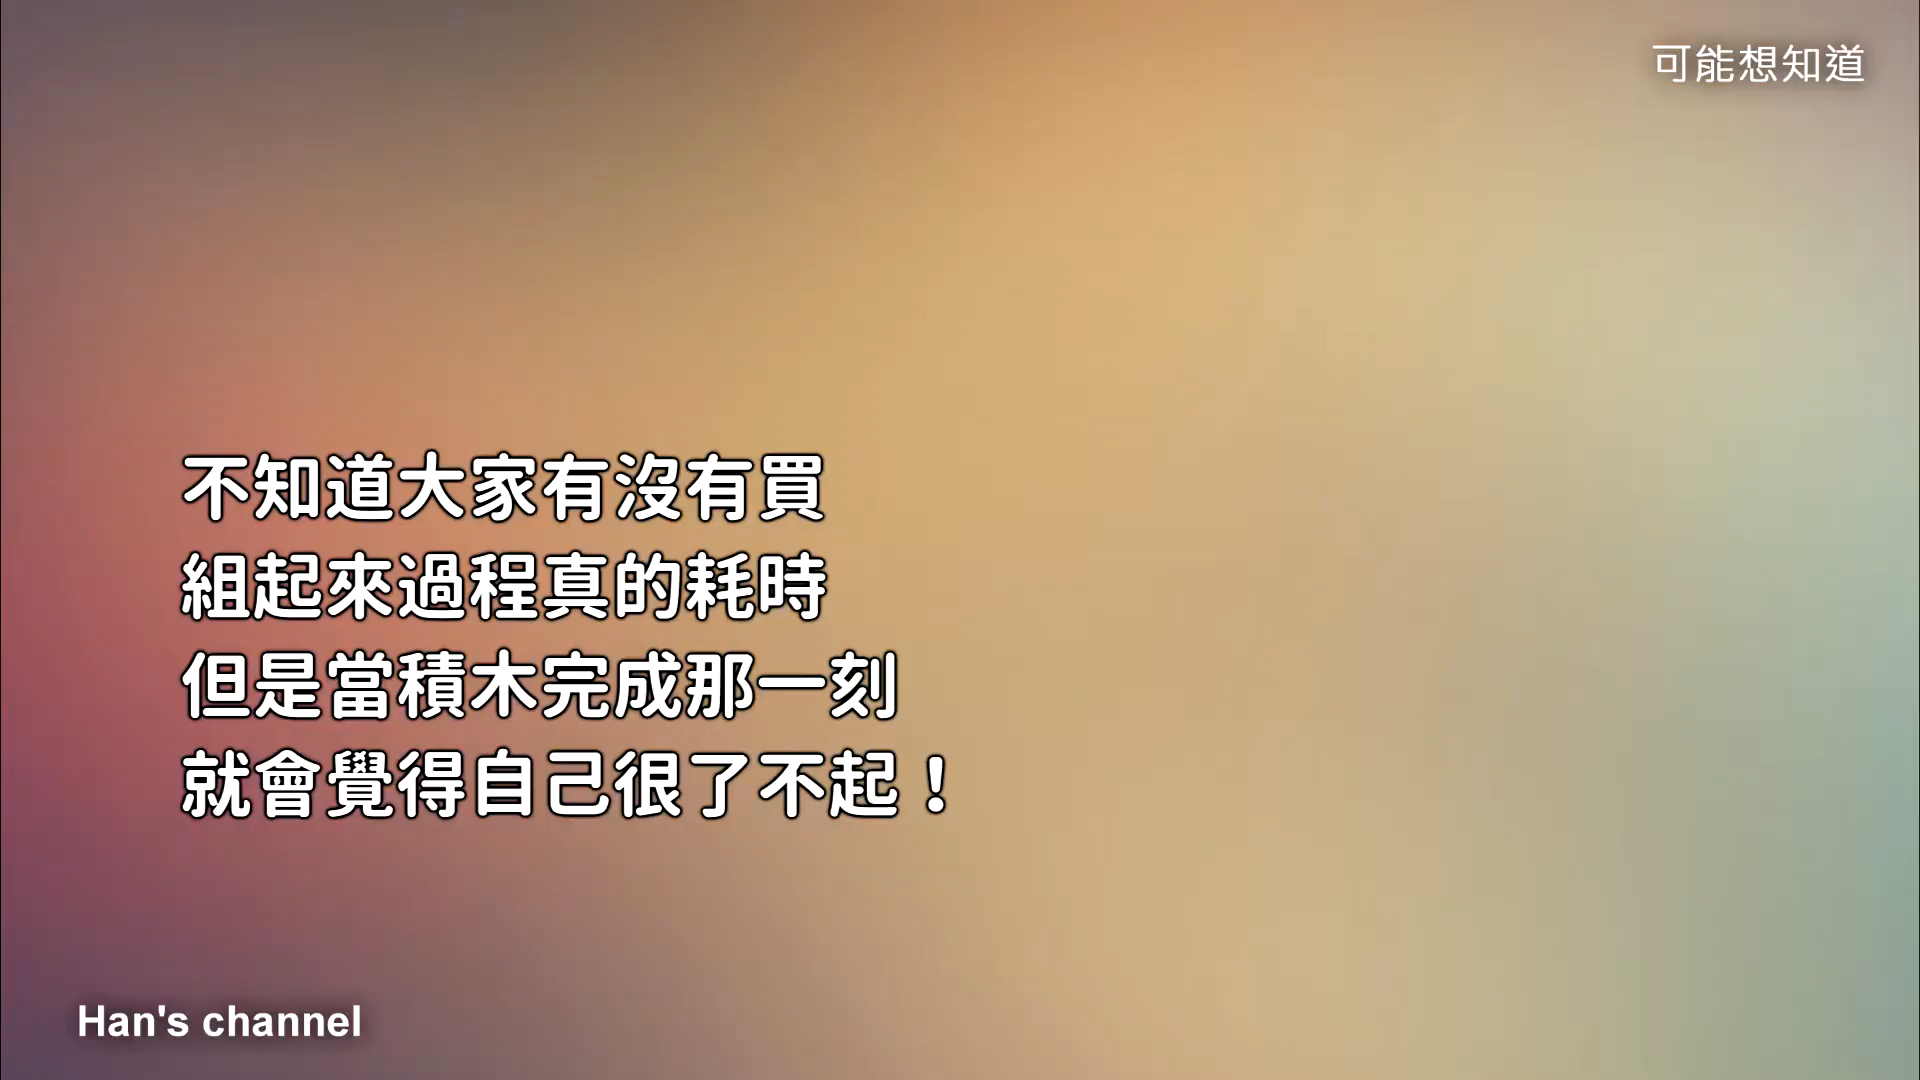 可能想知道
不知道大家有沒有買
組起來過程真的耗時
但是當積木完成那一刻
就會覺得自己很了不起！
Han's channel